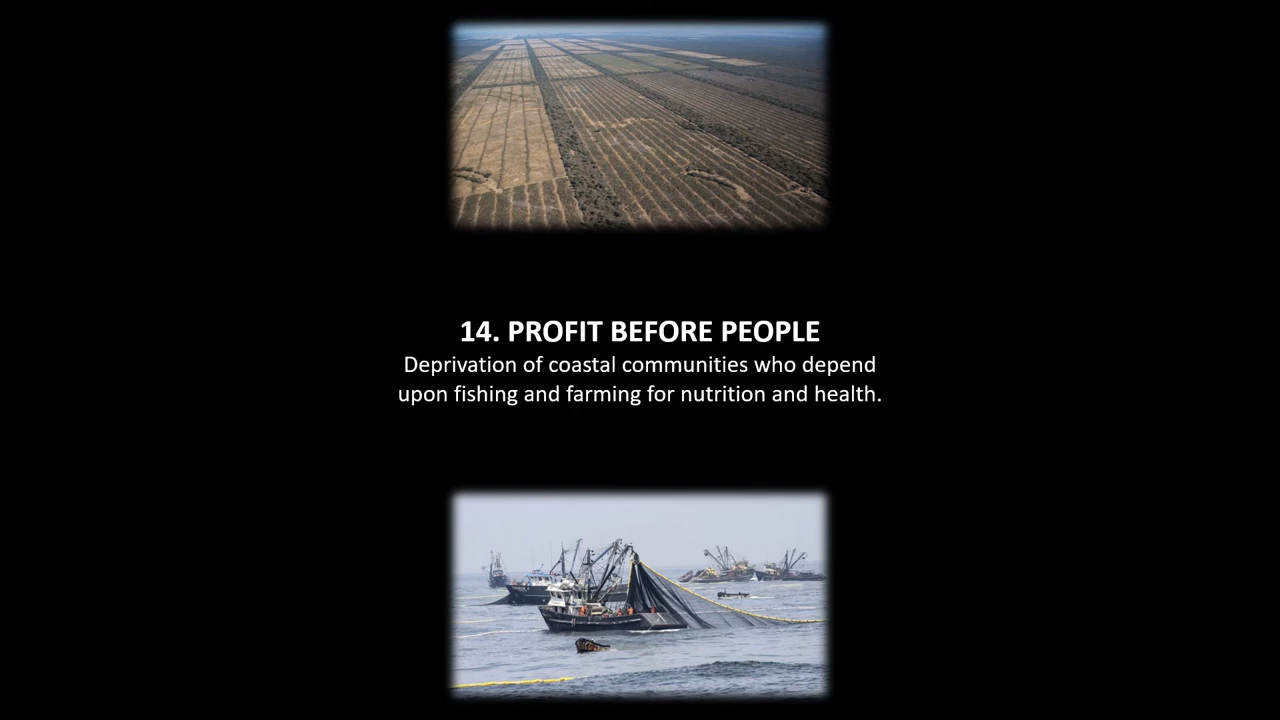 14. PROFIT BEFORE PEOPLE
Deprivation of coastal communities who depend
upon fishing and farming for nutrition and health.